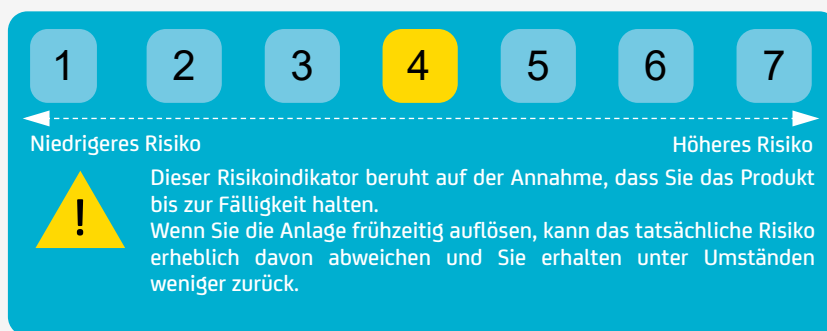 1 2 3 4 5 6 7
Niedrigeres Risiko Höheres Risiko
! Dieser Risikoindikator beruht auf der Annahme, dass Sie das Produkt
bis zur Fälligkeit halten.
Wenn Sie die Anlage frühzeitig auflösen, kann das tatsächliche Risiko
erheblich davon abweichen und Sie erhalten unter Umständen
weniger zurück.